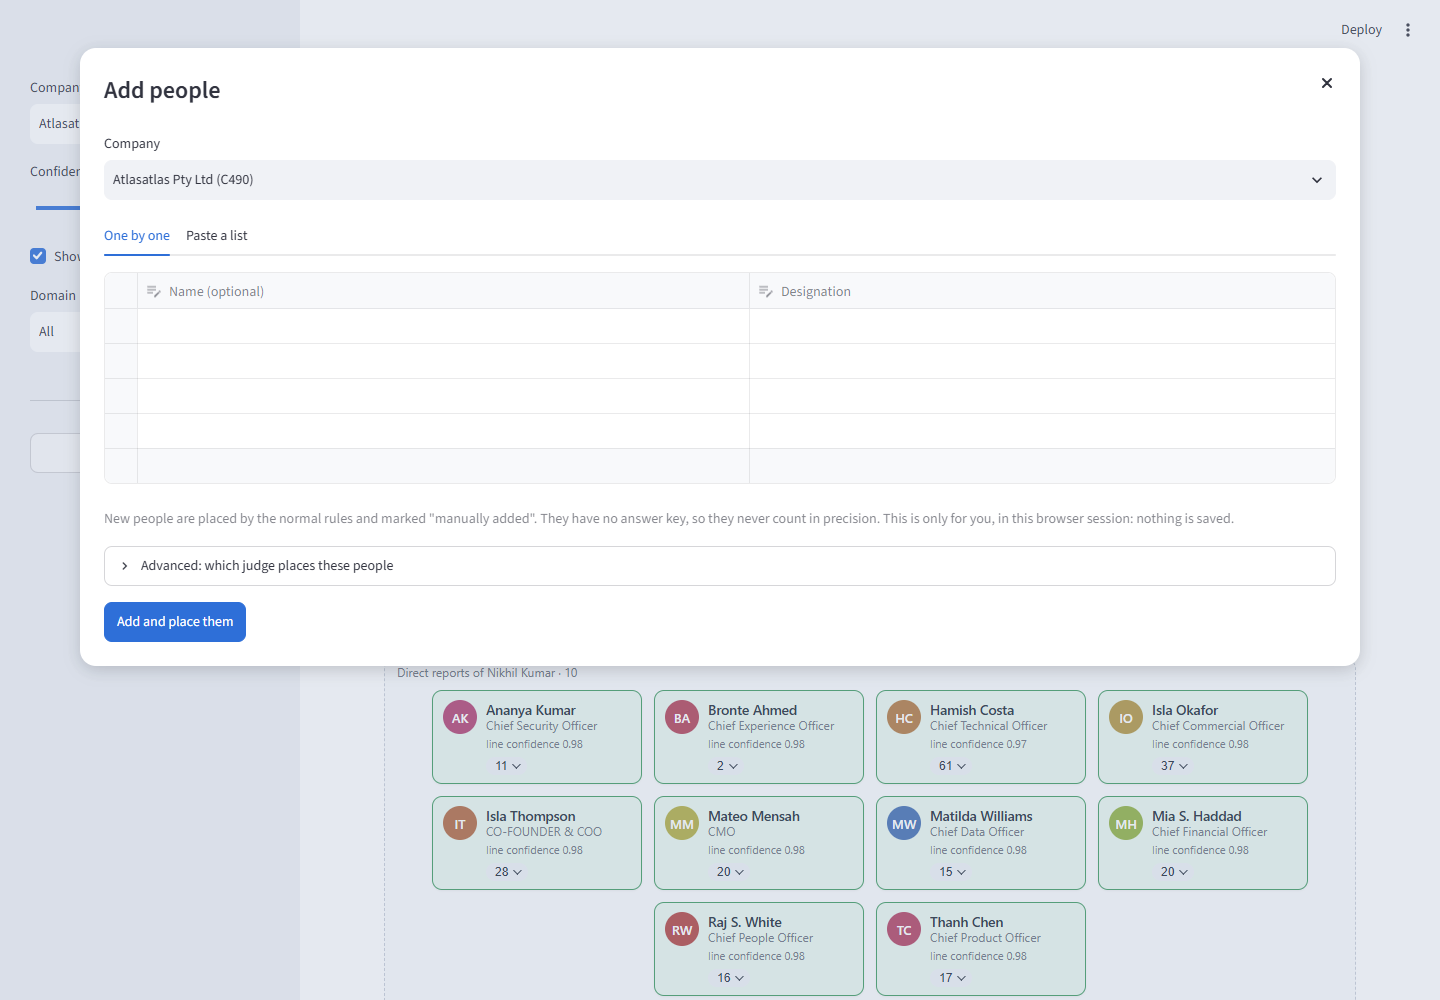 Deploy
Add people
Company
Atlasatlas Pty Ltd (C490)
One by one
Paste a list
Name (optional)
Designation
New people are placed by the normal rules and marked "manually added". They have no answer key, so they never count in precision. This is only for you, in this browser session: nothing is saved.
Advanced: which judge places these people
Add and place them
Compan
Atlasat
Confider
Show
Domain
All
Direct reports of Nikhil Kumar · 10
AK
Ananya Kumar
Chief Security Officer
line confidence 0.98
11
BA
Bronte Ahmed
Chief Experience Officer
line confidence 0.98
2
HC
Hamish Costa
Chief Technical Officer
line confidence 0.97
61
IO
Isla Okafor
Chief Commercial Officer
line confidence 0.98
37
IT
Isla Thompson
CO-FOUNDER & COO
line confidence 0.98
28
MM
Mateo Mensah
CMO
line confidence 0.98
20
MW
Matilda Williams
Chief Data Officer
line confidence 0.98
15
MH
Mia S. Haddad
Chief Financial Officer
line confidence 0.98
20
RW
Raj S. White
Chief People Officer
line confidence 0.98
16
TC
Thanh Chen
Chief Product Officer
line confidence 0.98
17